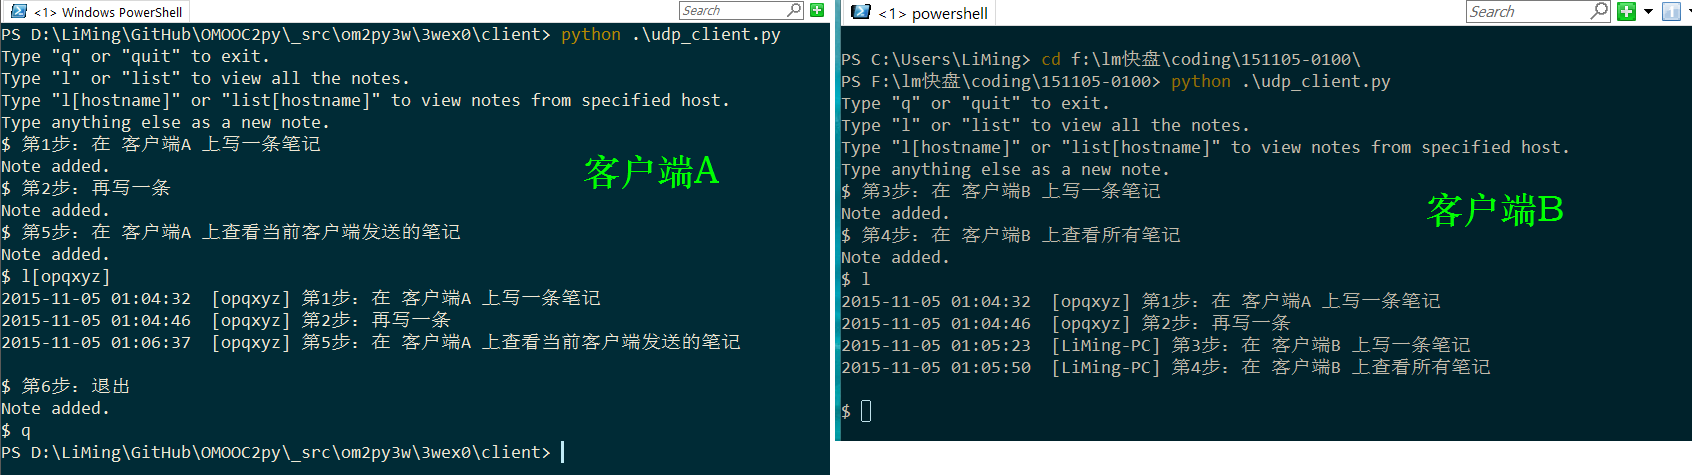 <1> Windows PowerShell
Search
PS D:\LiMing\GitHub\OMOOC2py\_src\om2py3w\3wex0\client> python .\udp_client.py
Type "q" or "quit" to exit.
Type "l" or "list" to view all the notes.
Type "l[hostname]" or "list[hostname]" to view notes from specified host.
Type anything else as a new note.
$ 第1步：在 客户端A 上写一条笔记
Note added.
$ 第2步：再写一条
Note added.
$ 第5步：在 客户端A 上查看当前客户端发送的笔记
Note added.
$ l[opqxyz]
2015-11-05 01:04:32  [opqxyz] 第1步：在 客户端A 上写一条笔记
2015-11-05 01:04:46  [opqxyz] 第2步：再写一条
2015-11-05 01:06:37  [opqxyz] 第5步：在 客户端A 上查看当前客户端发送的笔记
$ 第6步：退出
Note added.
$ q
PS D:\LiMing\GitHub\OMOOC2py\_src\om2py3w\3wex0\client>
客户端A
<1> powershell
Search
PS C:\Users\LiMing> cd f:\lm快盘\coding\151105-0100\
PS F:\lm快盘\coding\151105-0100> python .\udp_client.py
Type "q" or "quit" to exit.
Type "l" or "list" to view all the notes.
Type "l[hostname]" or "list[hostname]" to view notes from specified host.
Type anything else as a new note.
$ 第3步：在 客户端B 上写一条笔记
Note added.
$ 第4步：在 客户端B 上查看所有笔记
Note added.
$ l
2015-11-05 01:04:32  [opqxyz] 第1步：在 客户端A 上写一条笔记
2015-11-05 01:04:46  [opqxyz] 第2步：再写一条
2015-11-05 01:05:23  [LiMing-PC] 第3步：在 客户端B 上写一条笔记
2015-11-05 01:05:50  [LiMing-PC] 第4步：在 客户端B 上查看所有笔记
$
客户端B